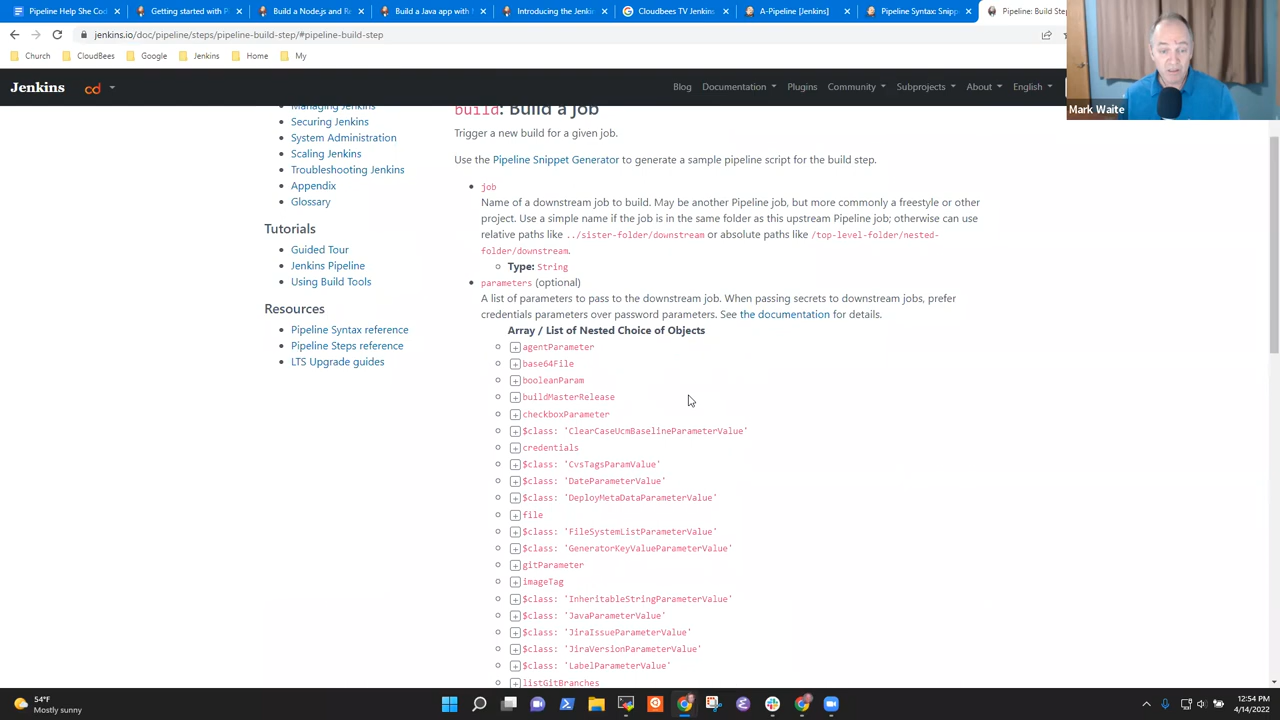 Pipeline Help She Cod
Getting started with P
Build a Node.js and Re
Build a Java app with
Introducing the Jenkin
Cloudbees TV Jenkins
A-Pipeline [Jenkins]
Pipeline Syntax: Snipp
Pipeline: Build Ste
jenkins.io/doc/pipeline/steps/pipeline-build-step/#pipeline-build-step
Church
CloudBees
Google
Jenkins
Home
My
Mark Waite
Jenkins
cd
Blog
Documentation
Plugins
Community
Subprojects
About
English
Managing Jenkins
Securing Jenkins
System Administration
Scaling Jenkins
Troubleshooting Jenkins
Appendix
Glossary
Tutorials
Guided Tour
Jenkins Pipeline
Using Build Tools
Resources
Pipeline Syntax reference
Pipeline Steps reference
LTS Upgrade guides
build: Build a job
Trigger a new build for a given job.
Use the Pipeline Snippet Generator to generate a sample pipeline script for the build step.
job
Name of a downstream job to build. May be another Pipeline job, but more commonly a freestyle or other
project. Use a simple name if the job is in the same folder as this upstream Pipeline job; otherwise can use
relative paths like ../sister-folder/downstream or absolute paths like /top-level-folder/nested-
folder/downstream.
Type: String
parameters (optional)
A list of parameters to pass to the downstream job. When passing secrets to downstream jobs, prefer
credentials parameters over password parameters. See the documentation for details.
Array / List of Nested Choice of Objects
agentParameter
base64File
booleanParam
buildMasterRelease
checkboxParameter
$class: 'ClearCaseUcmBaselineParameterValue'
credentials
$class: 'CvsTagsParamValue'
$class: 'DateParameterValue'
$class: 'DeployMetaDataParameterValue'
file
$class: 'FileSystemListParameterValue'
$class: 'GeneratorKeyValueParameterValue'
gitParameter
imageTag
$class: 'InheritableStringParameterValue'
$class: 'JavaParameterValue'
$class: 'JiraIssueParameterValue'
$class: 'JiraVersionParameterValue'
$class: 'LabelParameterValue'
listGitBranches
54°F
Mostly sunny
12:54 PM
4/14/2022